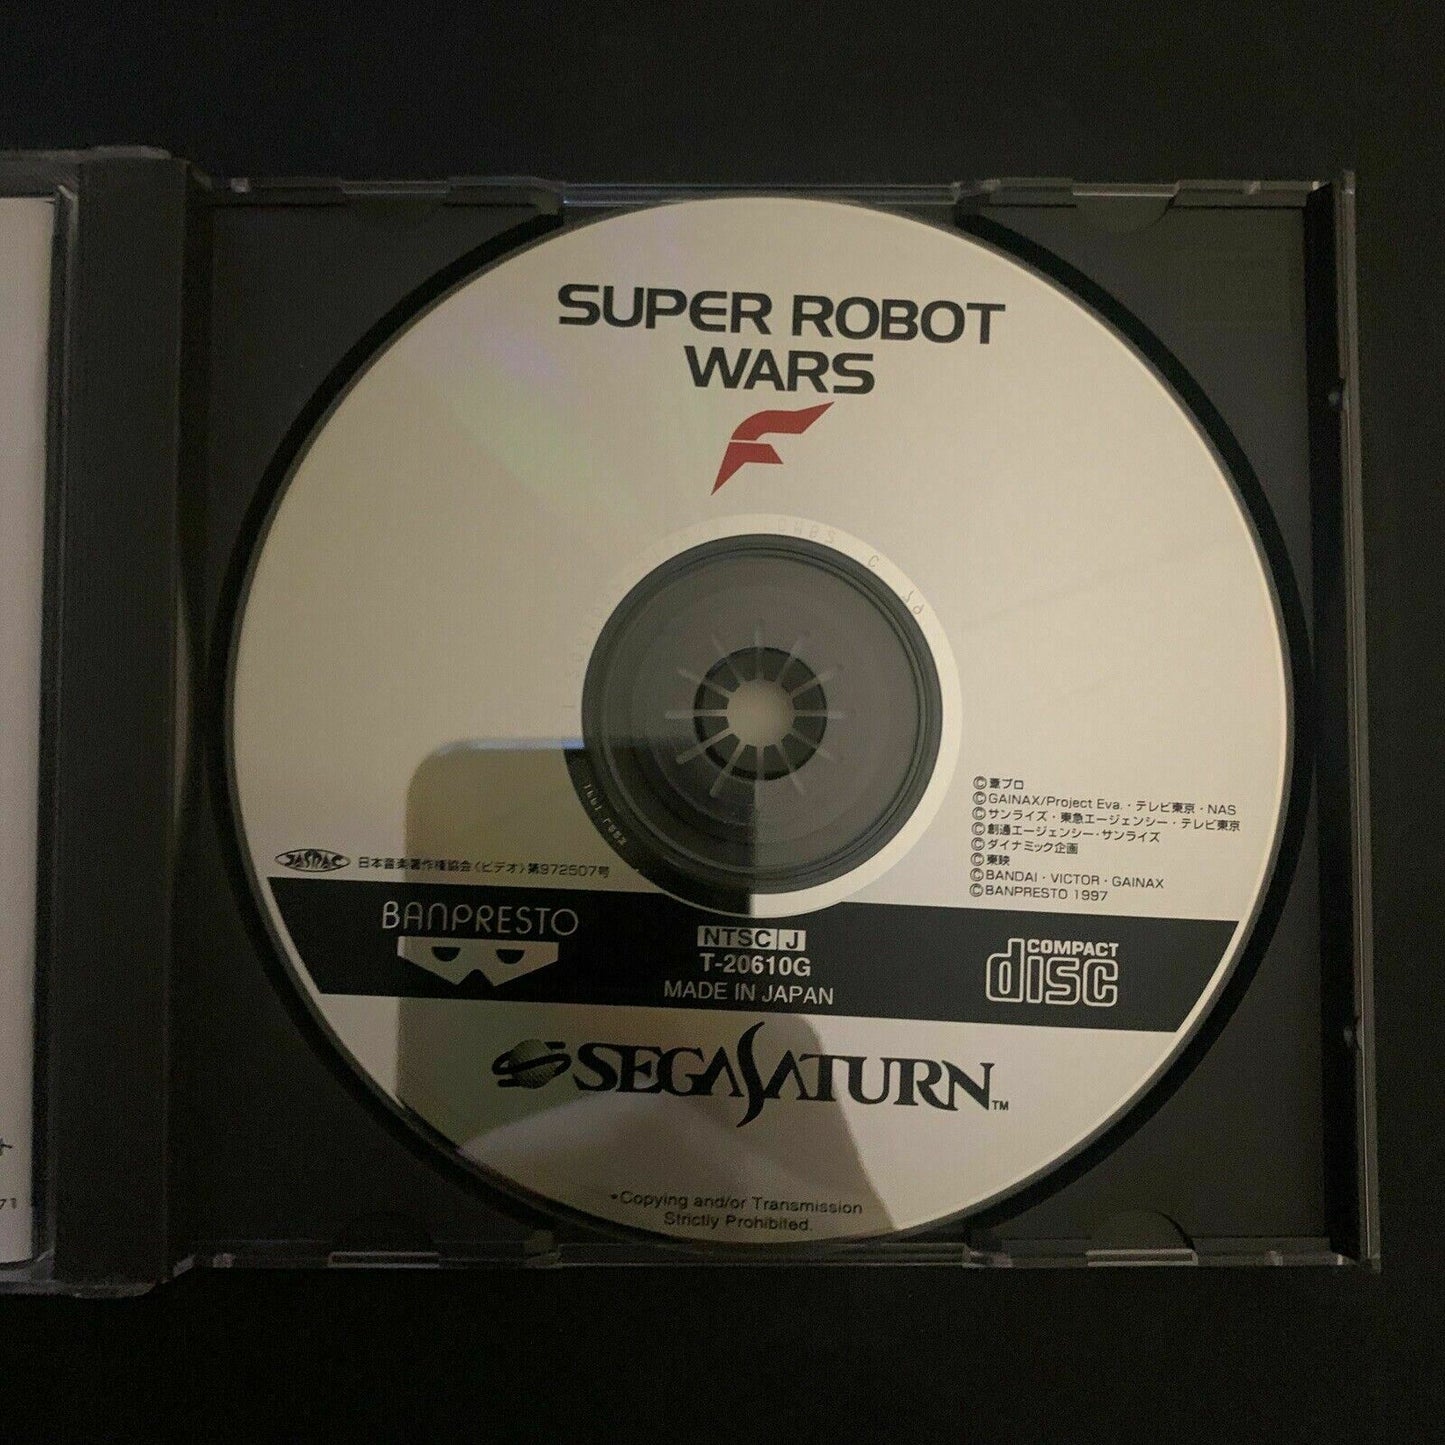 SUPER ROBOT
WARS
F
©葦プロ
©GAINAX/Project Eva.・テレビ東京・NAS
©サンライズ・東急エージェンシー・テレビ東京
©創通エージェンシー・サンライズ
©ダイナミック企画
©東映
©BANDAI・VICTOR・GAINAX
©BANPRESTO 1997
JASRAC 日本音楽著作権協会〈ビデオ〉第972507号
BANPRESTO
NTSC J
T-20610G
MADE IN JAPAN
COMPACT
disc
SEGA SATURN™
*Copying and/or Transmission
Strictly Prohibited.
71